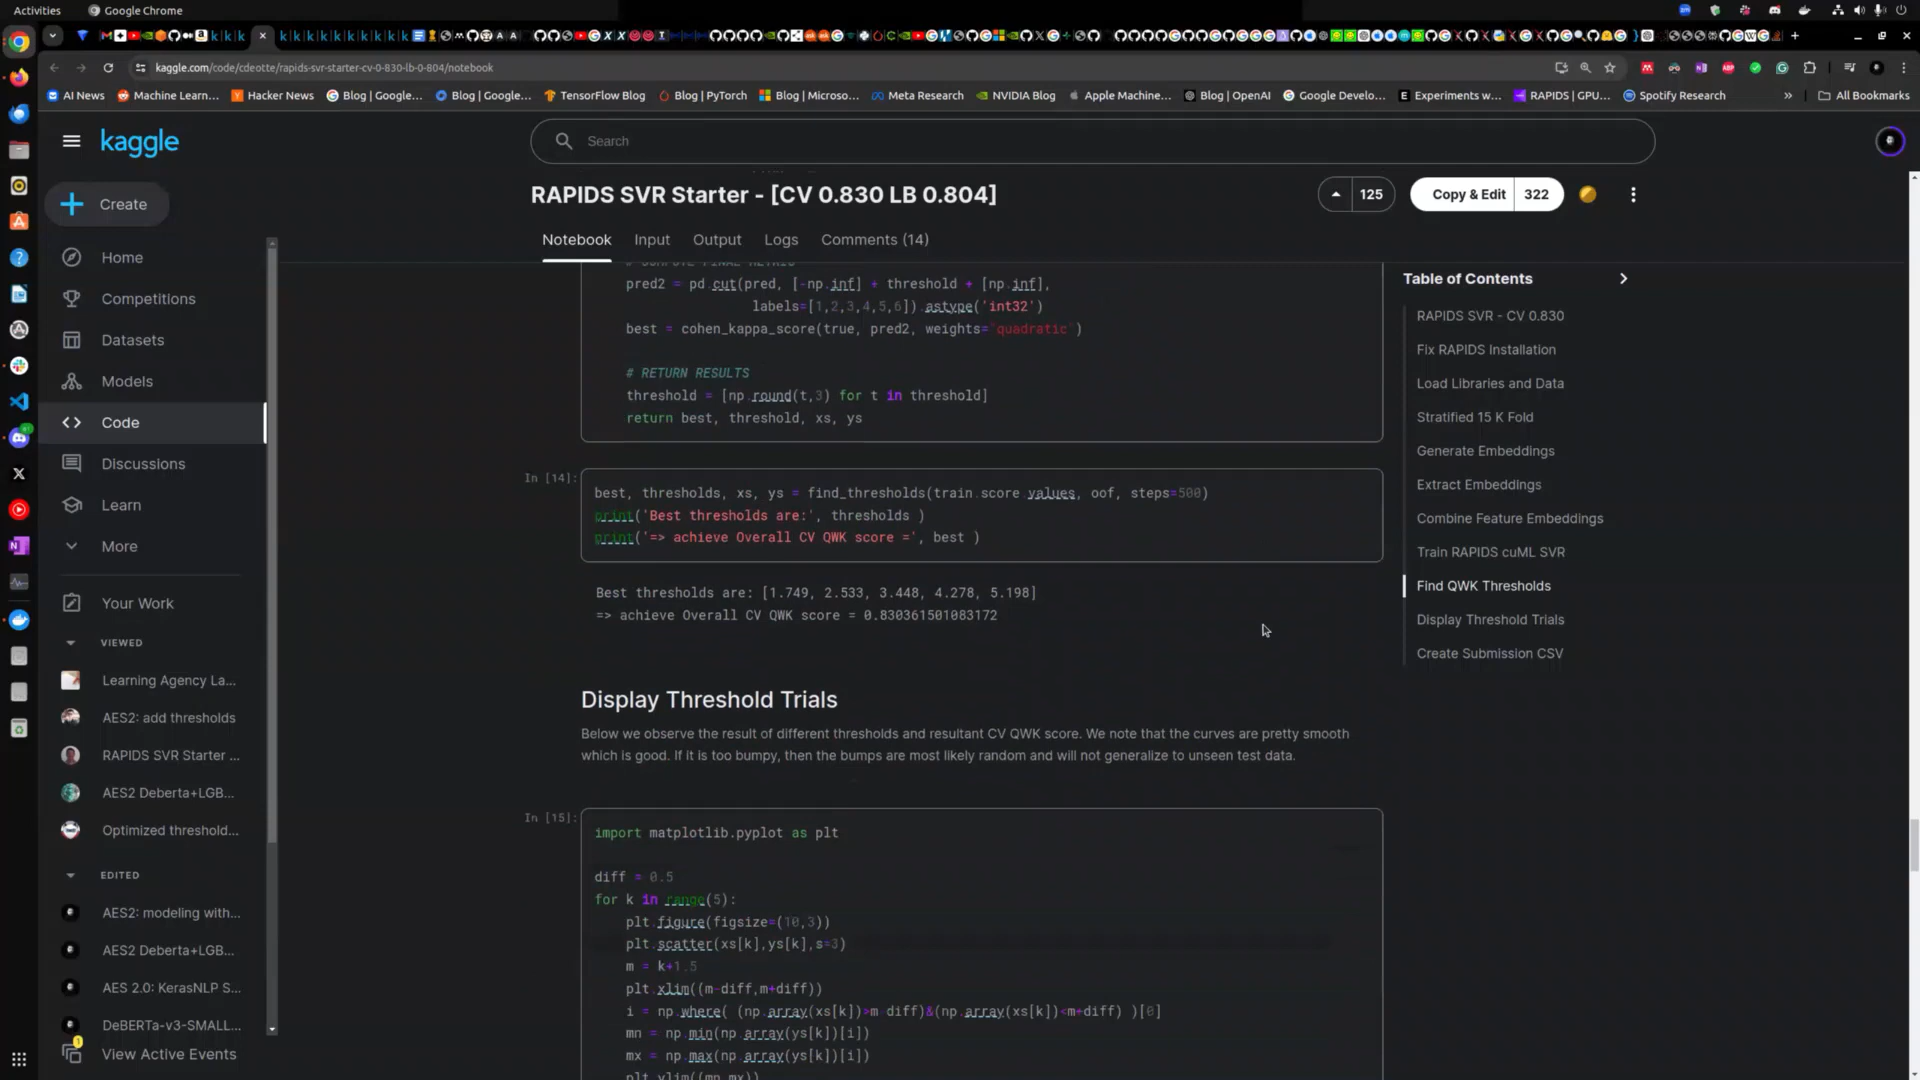 Activities
Google Chrome
kaggle.com/code/cdeotte/rapids-svr-starter-cv-0-830-lb-0-804/notebook
AI News
Machine Learn...
Hacker News
Blog | Google...
Blog | Google...
TensorFlow Blog
Blog | PyTorch
Blog | Microso...
Meta Research
NVIDIA Blog
Apple Machine...
Blog | OpenAI
Google Develo...
Experiments w...
RAPIDS | GPU...
Spotify Research
»
All Bookmarks
kaggle
Search
Create
Home
Competitions
Datasets
Models
Code
Discussions
Learn
More
Your Work
VIEWED
Learning Agency La...
AES2: add thresholds
RAPIDS SVR Starter ...
AES2 Deberta+LGB...
Optimized threshold...
EDITED
AES2: modeling with...
AES2 Deberta+LGB...
AES 2.0: KerasNLP S...
DeBERTa-v3-SMALL...
1
View Active Events
RAPIDS SVR Starter - [CV 0.830 LB 0.804]
125
Copy & Edit
322
Notebook
Input
Output
Logs
Comments (14)
# COMPUTE FINAL METRIC
pred2 = pd.cut(pred, [-np.inf] + threshold + [np.inf],
labels=[1,2,3,4,5,6]).astype('int32')
best = cohen_kappa_score(true, pred2, weights="quadratic")
# RETURN RESULTS
threshold = [np.round(t,3) for t in threshold]
return best, threshold, xs, ys
In [14]:
best, thresholds, xs, ys = find_thresholds(train.score.values, oof, steps=500)
print('Best thresholds are:', thresholds )
print('=> achieve Overall CV QWK score =', best )
Best thresholds are: [1.749, 2.533, 3.448, 4.278, 5.198]
=> achieve Overall CV QWK score = 0.830361501083172
Display Threshold Trials
Below we observe the result of different thresholds and resultant CV QWK score. We note that the curves are pretty smooth
which is good. If it is too bumpy, then the bumps are most likely random and will not generalize to unseen test data.
In [15]:
import matplotlib.pyplot as plt
diff = 0.5
for k in range(5):
plt.figure(figsize=(10,3))
plt.scatter(xs[k],ys[k],s=3)
m = k+1.5
plt.xlim((m-diff,m+diff))
i = np.where( (np.array(xs[k])>m-diff)&(np.array(xs[k])<m+diff) )[0]
mn = np.min(np.array(ys[k])[i])
mx = np.max(np.array(ys[k])[i])
plt.ylim((mn,mx))
Table of Contents
RAPIDS SVR - CV 0.830
Fix RAPIDS Installation
Load Libraries and Data
Stratified 15 K Fold
Generate Embeddings
Extract Embeddings
Combine Feature Embeddings
Train RAPIDS cuML SVR
Find QWK Thresholds
Display Threshold Trials
Create Submission CSV